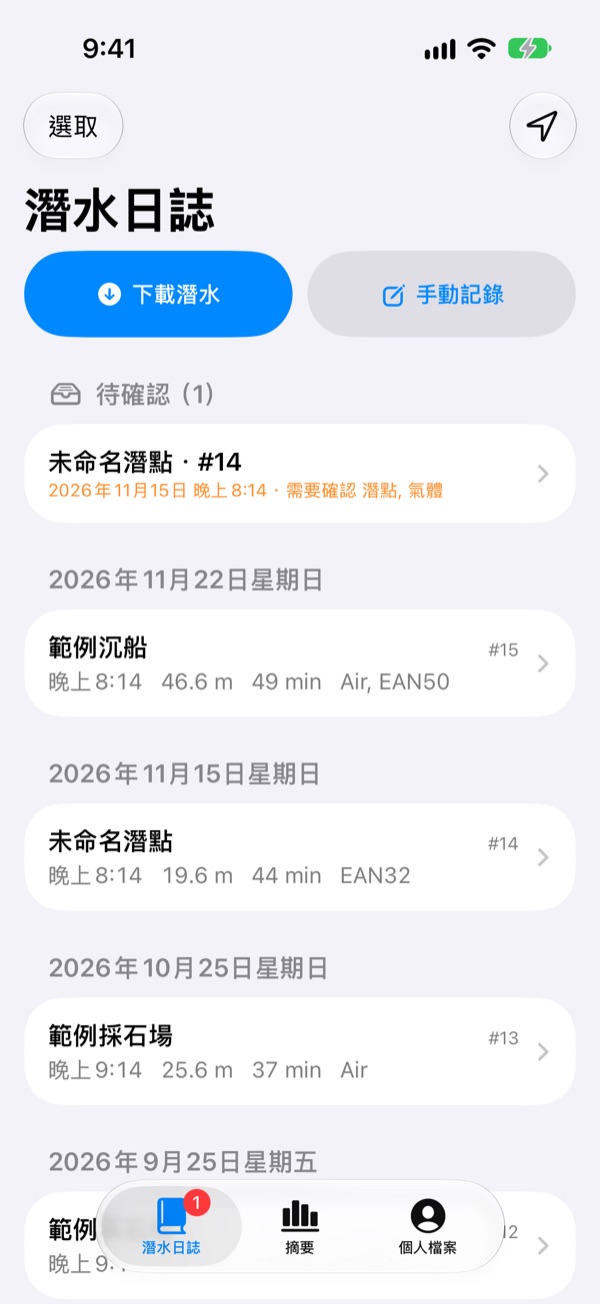 9:41
選取
潛水日誌
下載潛水
手動記錄
待確認 (1)
未命名潛點 · #14
2026年11月15日 晚上8:14 · 需要確認 潛點, 氣體
2026年11月22日星期日
範例沉船 #15
晚上8:14 46.6 m 49 min Air, EAN50
2026年11月15日星期日
未命名潛點 #14
晚上8:14 19.6 m 44 min EAN32
2026年10月25日星期日
範例採石場 #13
晚上9:14 25.6 m 37 min Air
2026年9月25日星期五
範例
晚上9:
1
潛水日誌
摘要
個人檔案